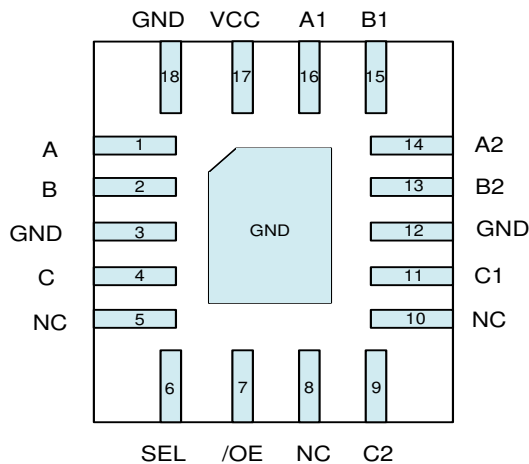 GND VCC A1 B1
18 17 16 15
A 1 14 A2
B 2 13 B2
GND 3 GND 12 GND
C 4 11 C1
NC 5 10 NC
6 7 8 9
SEL /OE NC C2